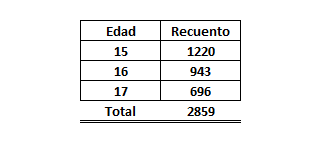 Edad Recuento
15 1220
16 943
17 696
Total 2859